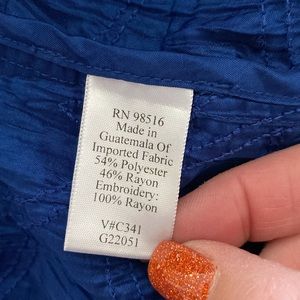 RN 98516
Made in
Guatemala Of
Imported Fabric
54% Polyester
46% Rayon
Embroidery:
100% Rayon
V#C341
G22051